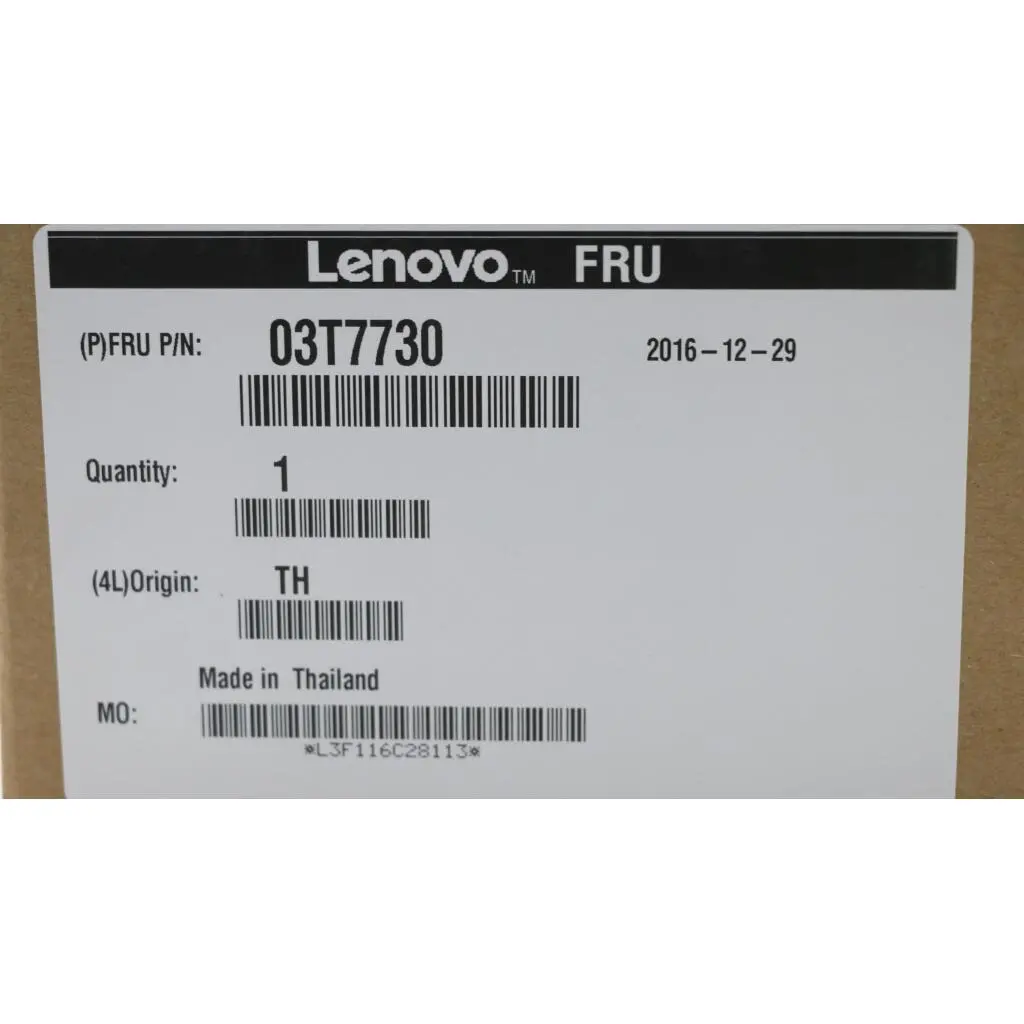 Lenovo™ FRU
(P)FRU P/N: 03T7730 2016-12-29
Quantity: 1
(4L)Origin: TH
Made in Thailand
MO:
*L3F116C28113*